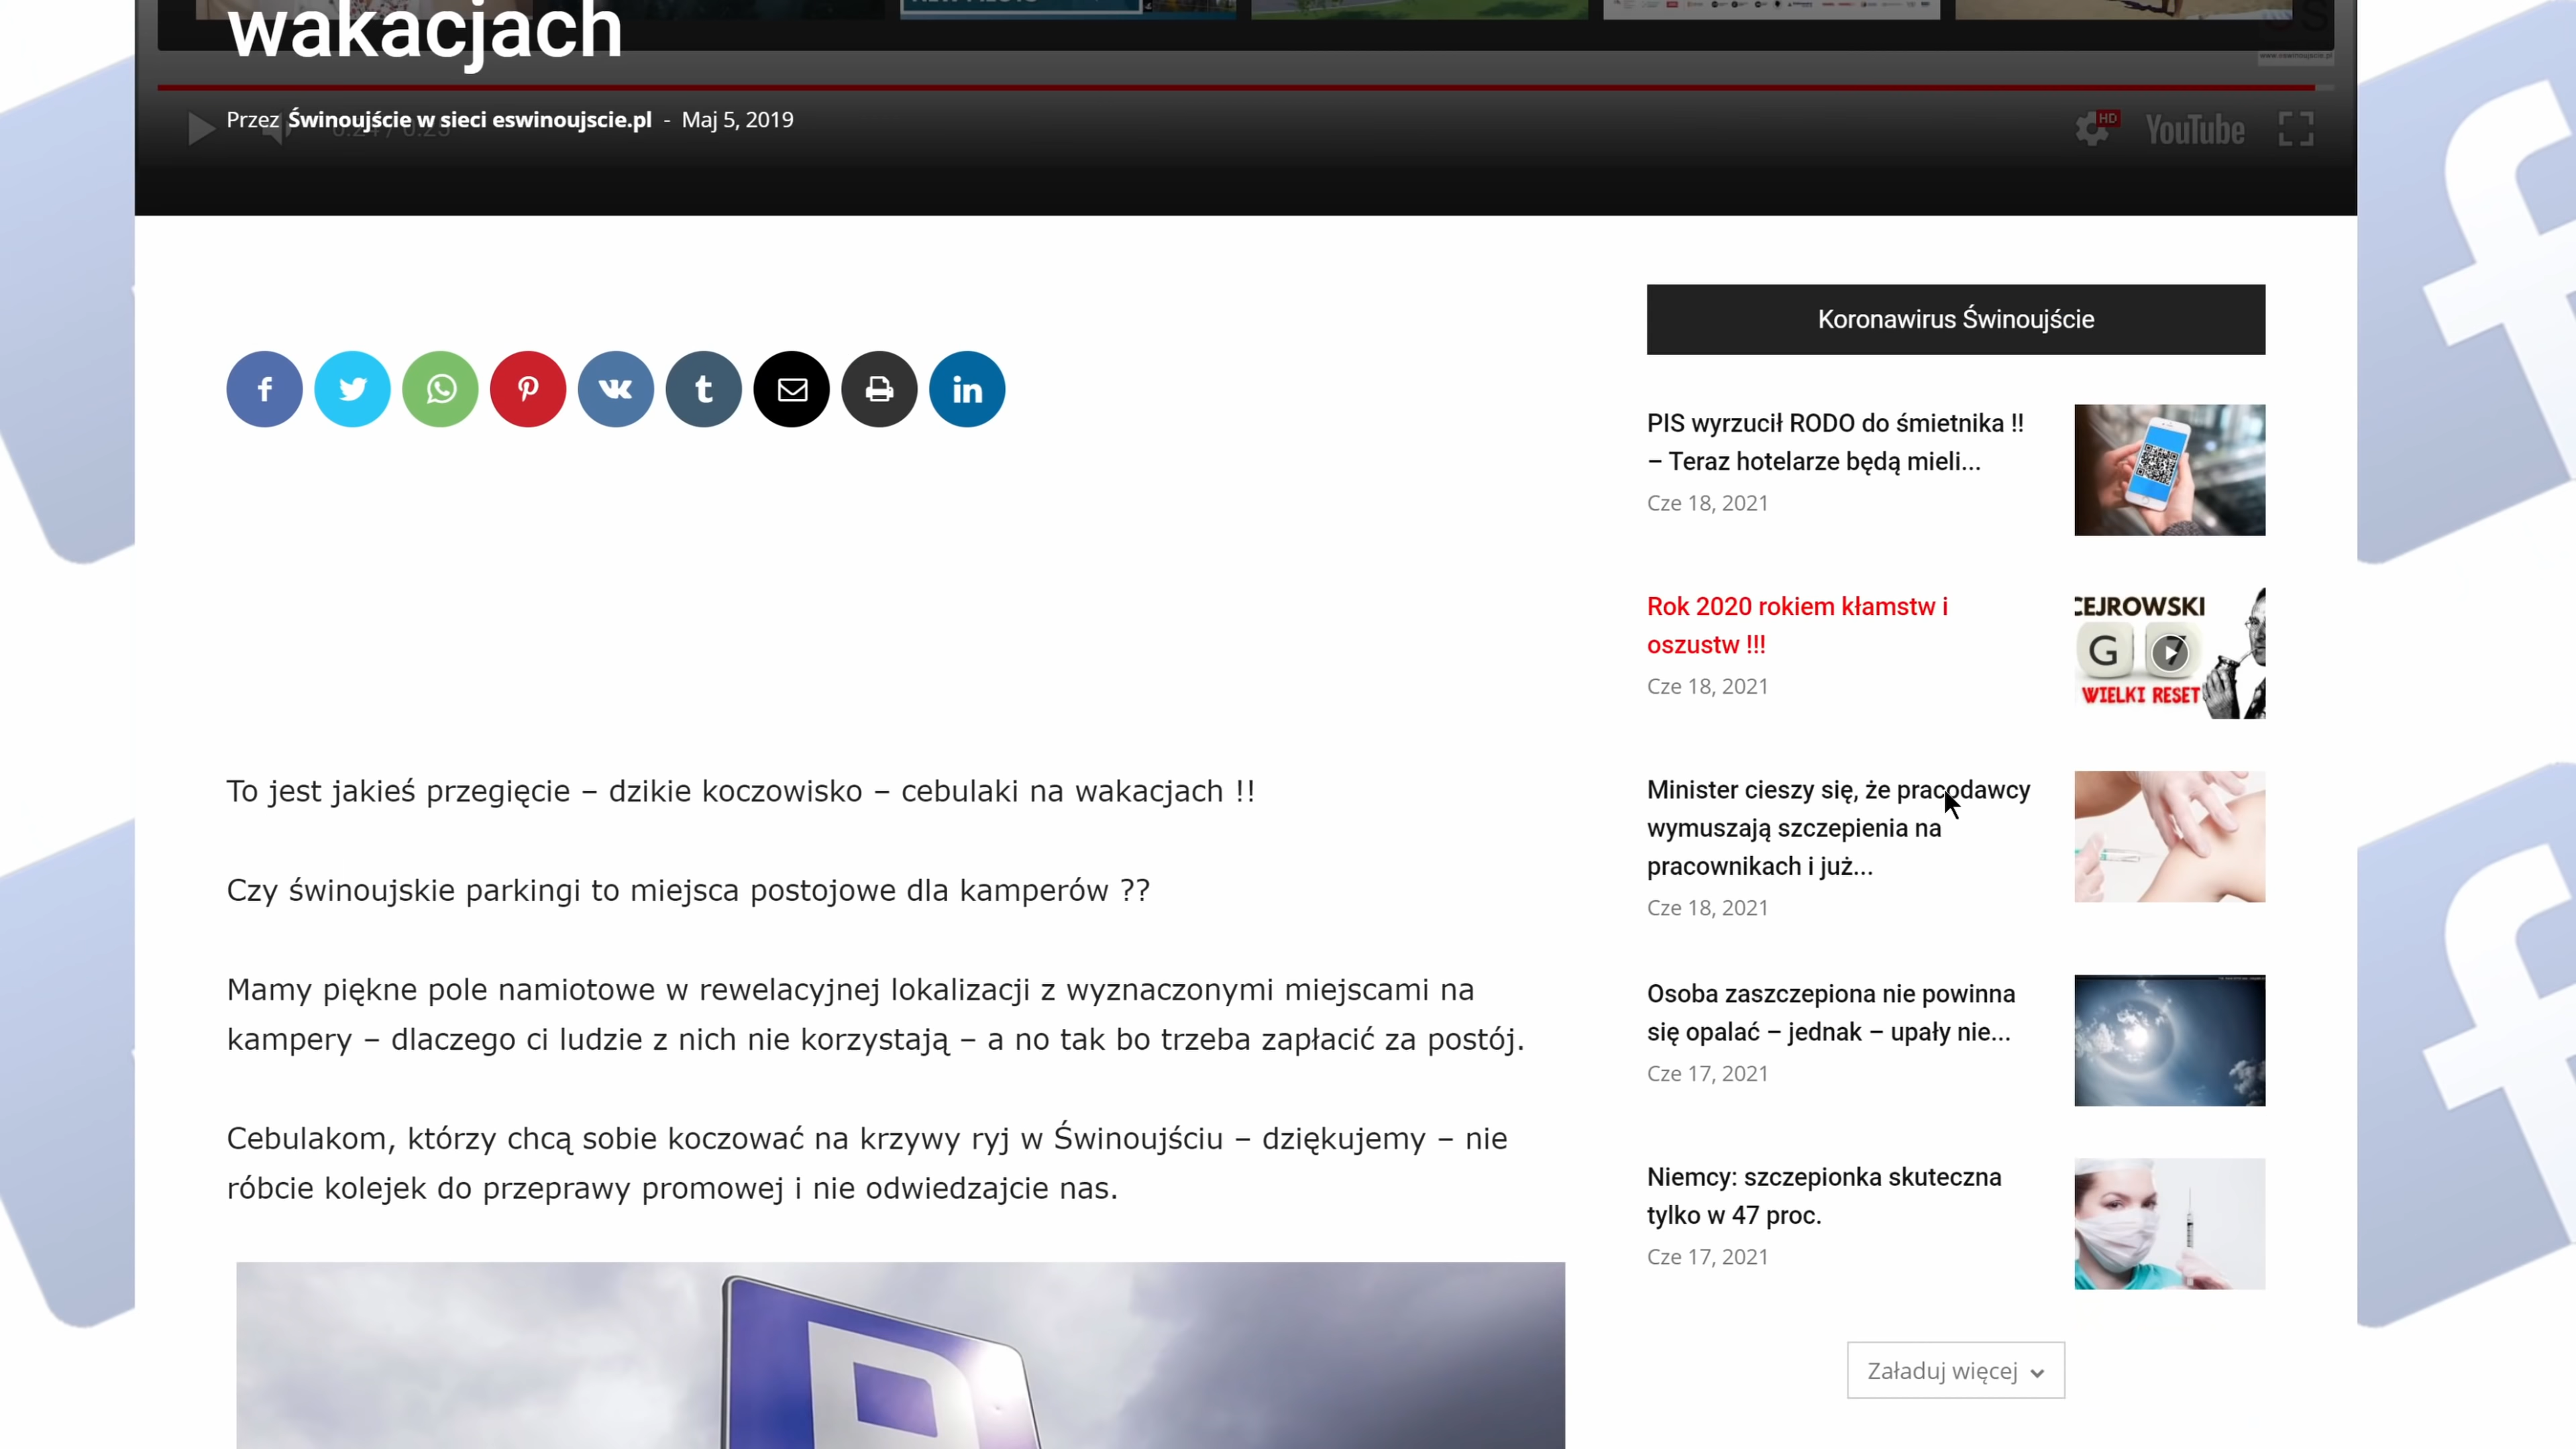 wakacjach
Przez Świnoujście w sieci eswinoujscie.pl - Maj 5, 2019
HD YouTube
Koronawirus Świnoujście
PIS wyrzucił RODO do śmietnika !!
– Teraz hotelarze będą mieli...
Cze 18, 2021
Rok 2020 rokiem kłamstw i
oszustw !!!
Cze 18, 2021
CEJROWSKI
G
WIELKI RESET
Minister cieszy się, że pracodawcy
wymuszają szczepienia na
pracownikach i już...
Cze 18, 2021
Osoba zaszczepiona nie powinna
się opalać – jednak – upały nie...
Cze 17, 2021
Niemcy: szczepionka skuteczna
tylko w 47 proc.
Cze 17, 2021
Załaduj więcej
To jest jakieś przegięcie – dzikie koczowisko – cebulaki na wakacjach !!
Czy świnoujskie parkingi to miejsca postojowe dla kamperów ??
Mamy piękne pole namiotowe w rewelacyjnej lokalizacji z wyznaczonymi miejscami na
kampery – dlaczego ci ludzie z nich nie korzystają – a no tak bo trzeba zapłacić za postój.
Cebulakom, którzy chcą sobie koczować na krzywy ryj w Świnoujściu – dziękujemy – nie
róbcie kolejek do przeprawy promowej i nie odwiedzajcie nas.